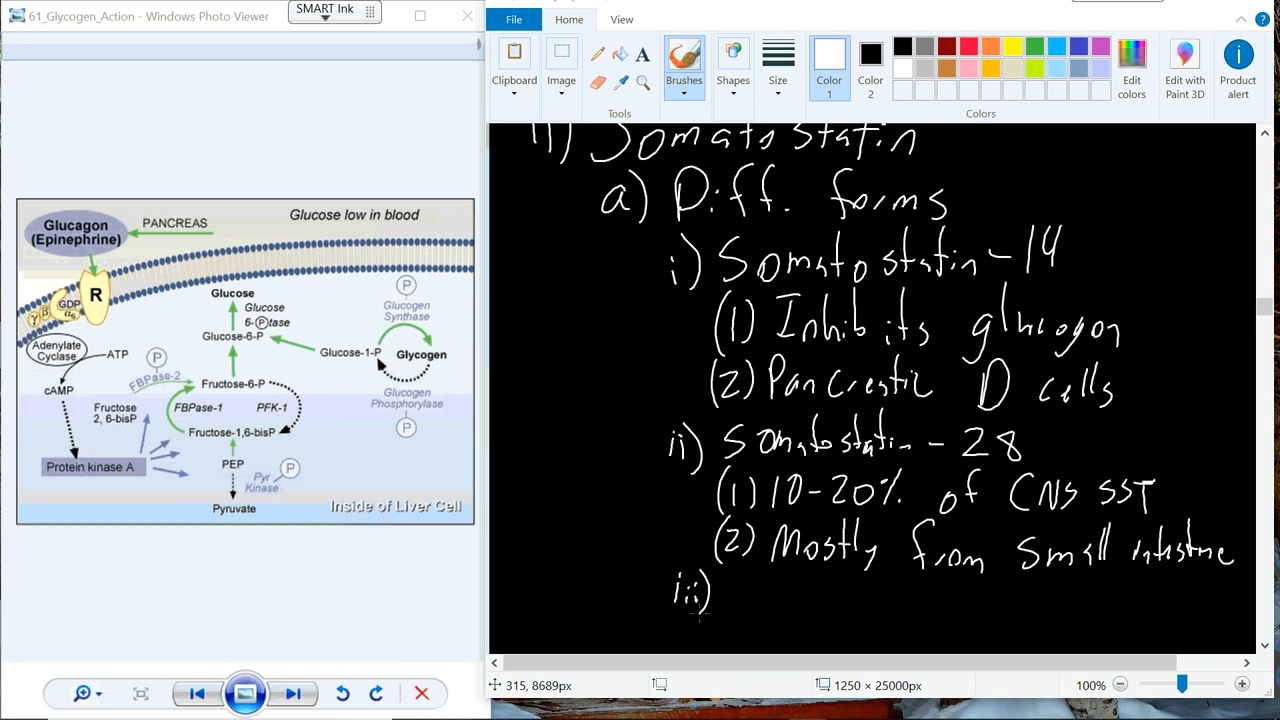 61_Glycogen_Action - Windows Photo Viewer
SMART Ink
PANCREAS
Glucose low in blood
Glucagon
(Epinephrine)
R
GDP
γ β αs
Adenylate
Cyclase
ATP
cAMP
Protein kinase A
Glucose
Glucose
6-Ptase
Glucose-6-P
Glucose-1-P
Glycogen
P
Glucogen
Synthase
Glucogen
Phosphorylase
P
P
FBPase-2
Fructose
2, 6-bisP
Fructose-6-P
FBPase-1
PFK-1
Fructose-1,6-bisP
PEP
Pyr
Kinase
P
Pyruvate
Inside of Liver Cell
File
Home
View
Clipboard
Image
A
Tools
Brushes
Shapes
Size
Color
1
Color
2
Edit
colors
Colors
Edit with
Paint 3D
Product
alert
ii) Somatostatin
a) Diff. forms
i) Somatostatin-14
(1) Inhibits glucogon
(2) Pancreatic D cells
ii) Somatostatin-28
(1) 10-20% of CNS SST
(2) Mostly from small intestine
iii)
315, 8689px
1250 × 25000px
100%